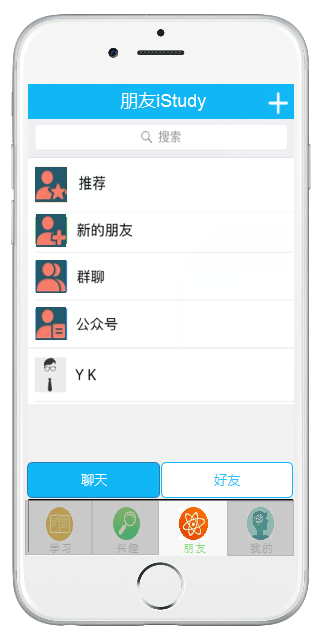 朋友iStudy
搜索
推荐
新的朋友
群聊
公众号
Y K
聊天 好友
学习 兴趣 朋友 我的